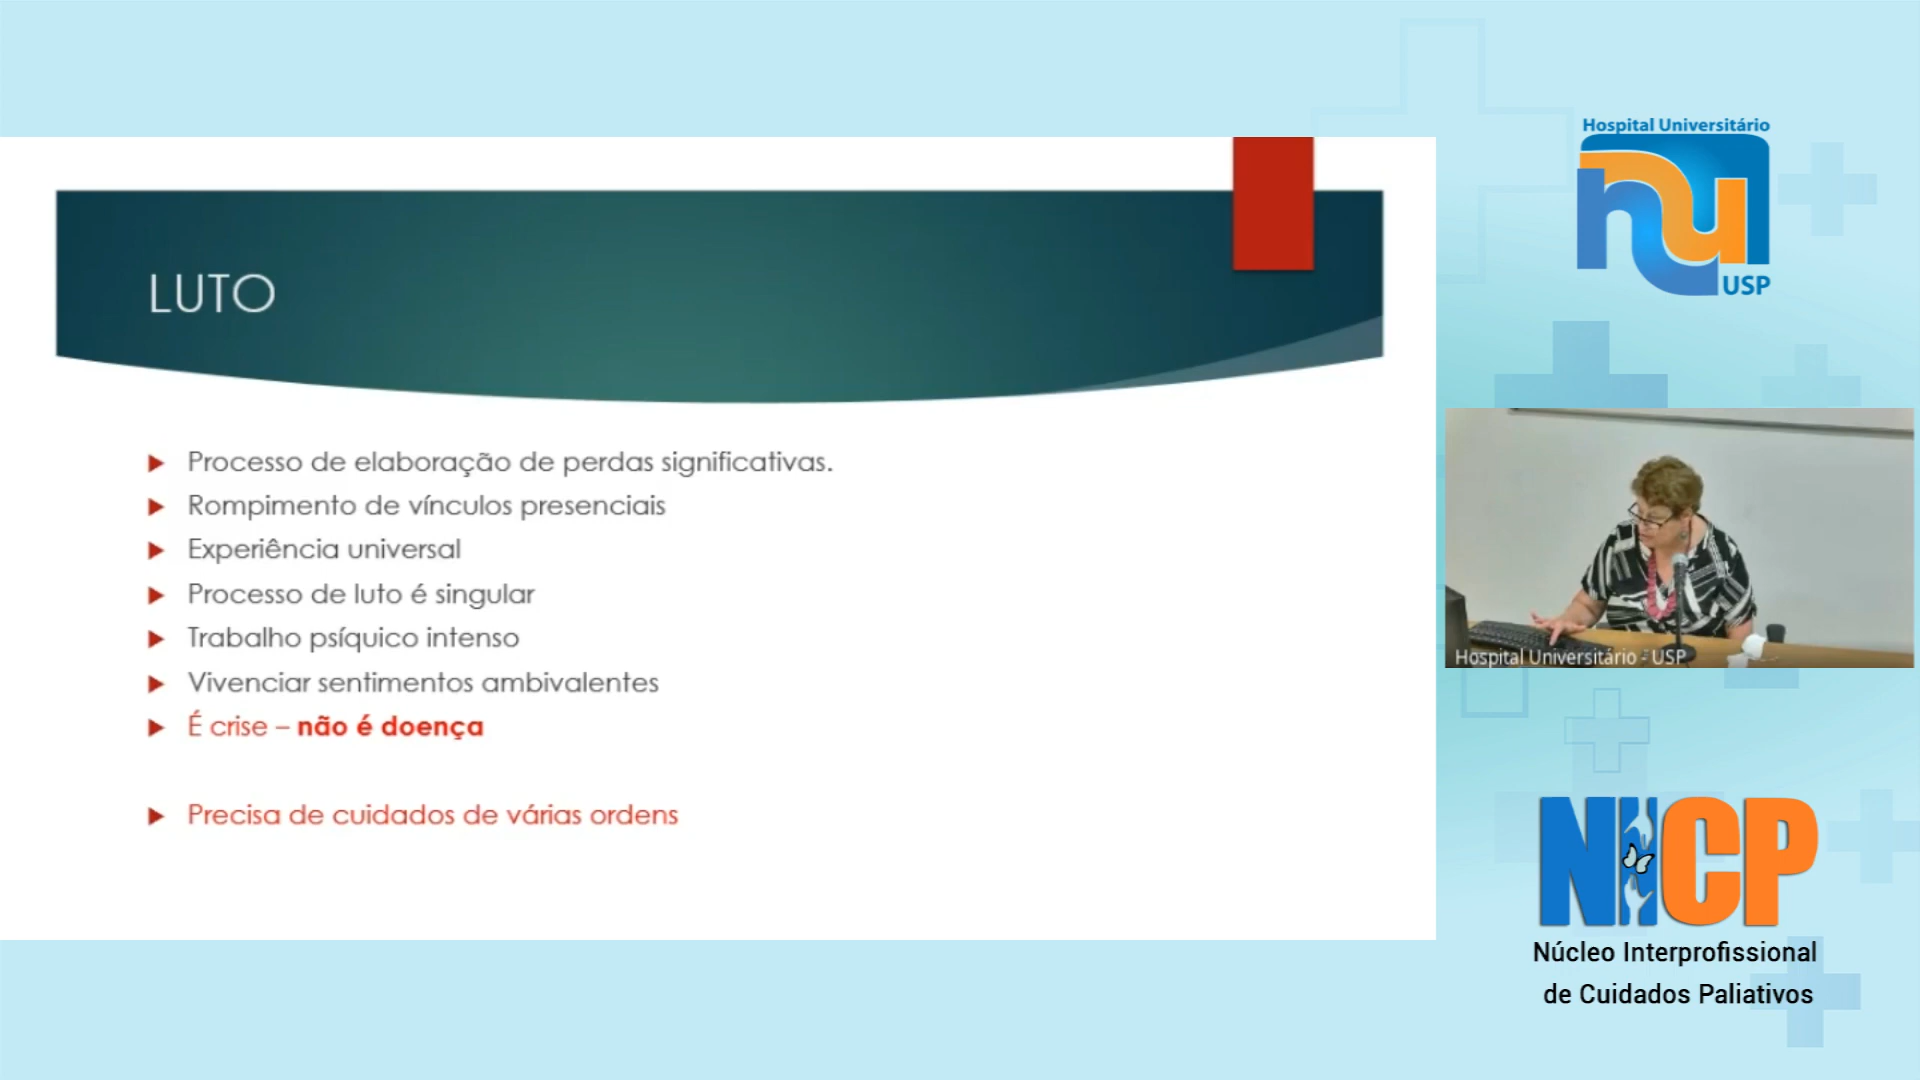 LUTO
Processo de elaboração de perdas significativas.
Rompimento de vínculos presenciais
Experiência universal
Processo de luto é singular
Trabalho psíquico intenso
Vivenciar sentimentos ambivalentes
É crise – não é doença
Precisa de cuidados de várias ordens
Hospital Universitário
hu
USP
Hospital Universitário - USP
NICP
Núcleo Interprofissional
de Cuidados Paliativos